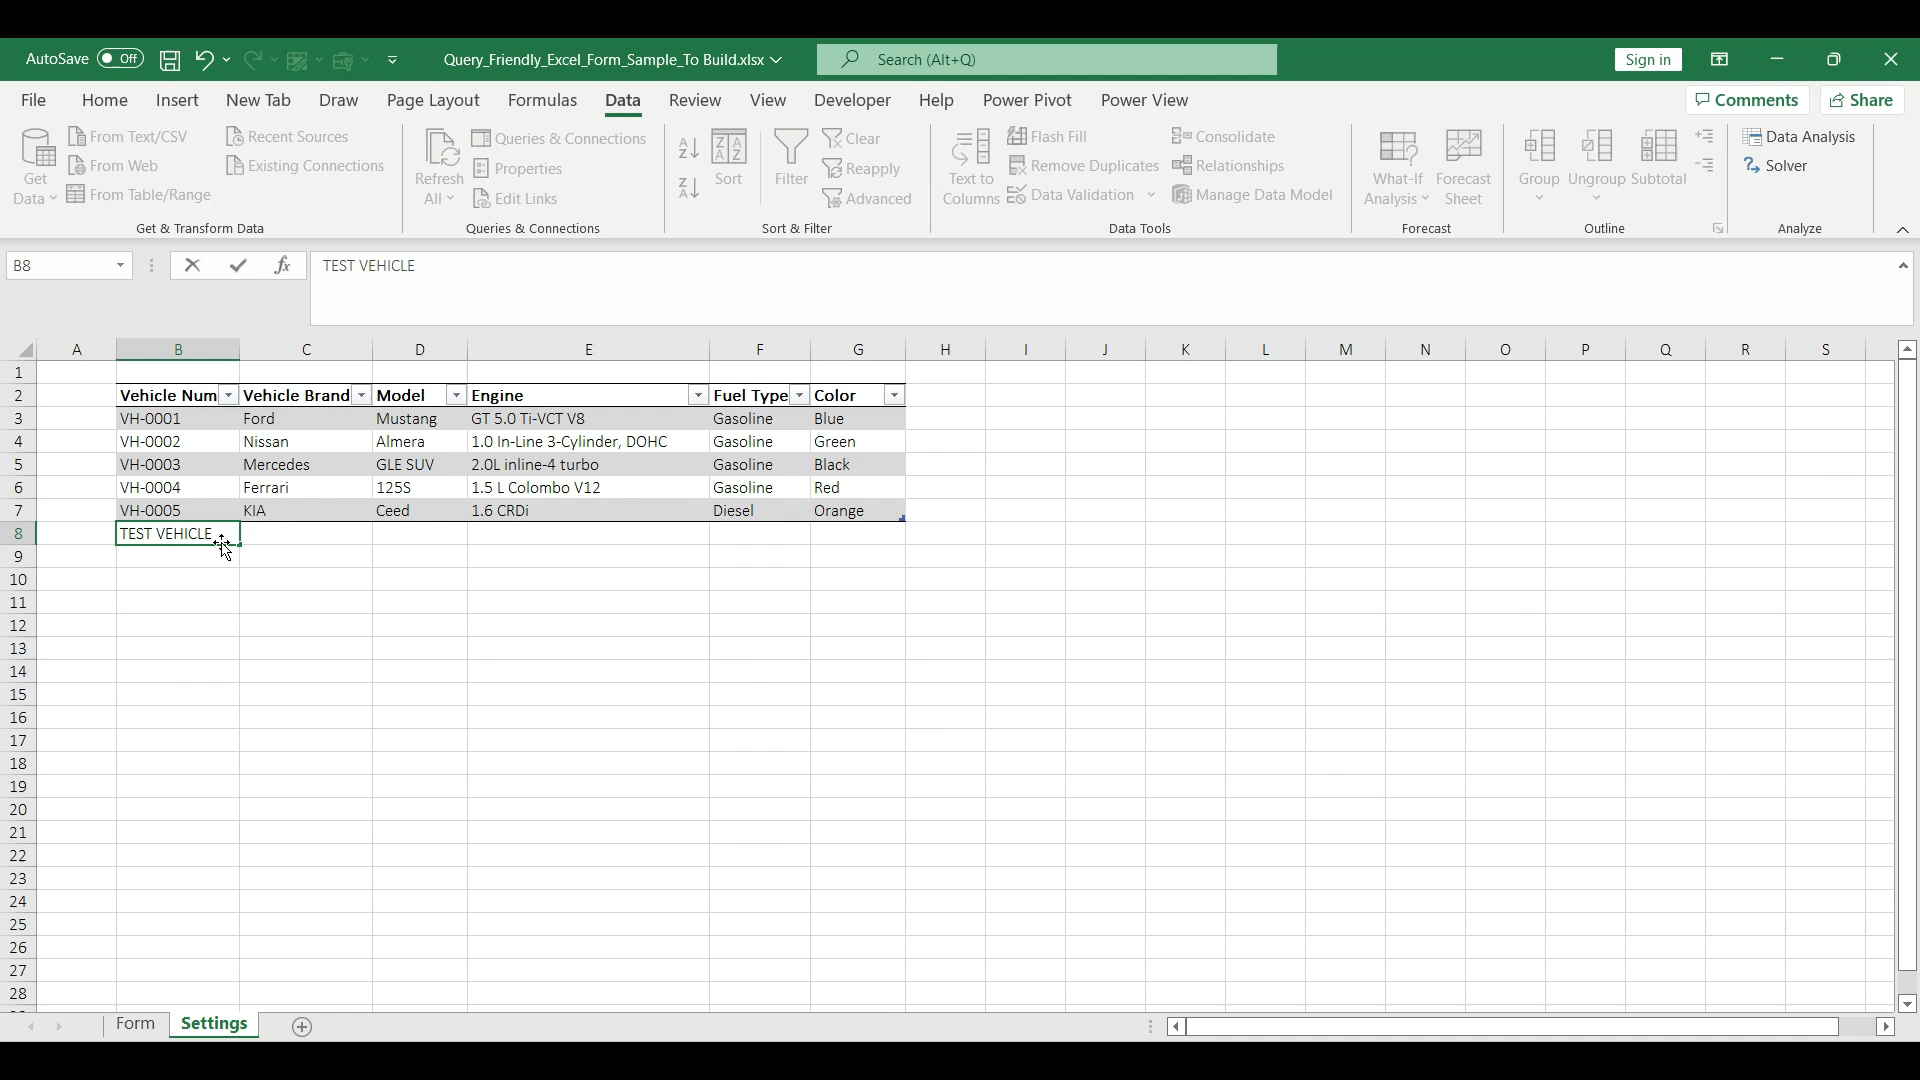 AutoSave Off Query_Friendly_Excel_Form_Sample_To Build.xlsx Search (Alt+Q) Sign in
File Home Insert New Tab Draw Page Layout Formulas Data Review View Developer Help Power Pivot Power View Comments Share
Get Data
From Text/CSV
From Web
From Table/Range
Recent Sources
Existing Connections
Get & Transform Data
Refresh All
Queries & Connections
Properties
Edit Links
Queries & Connections
Sort
Filter
Clear
Reapply
Advanced
Sort & Filter
Text to Columns
Flash Fill
Remove Duplicates
Data Validation
Consolidate
Relationships
Manage Data Model
Data Tools
What-If Analysis
Forecast Sheet
Forecast
Group
Ungroup
Subtotal
Outline
Data Analysis
Solver
Analyze
B8 fx TEST VEHICLE
A B C D E F G H I J K L M N O P Q R S
1
2 Vehicle Num Vehicle Brand Model Engine Fuel Type Color
3 VH-0001 Ford Mustang GT 5.0 Ti-VCT V8 Gasoline Blue
4 VH-0002 Nissan Almera 1.0 In-Line 3-Cylinder, DOHC Gasoline Green
5 VH-0003 Mercedes GLE SUV 2.0L inline-4 turbo Gasoline Black
6 VH-0004 Ferrari 125S 1.5 L Colombo V12 Gasoline Red
7 VH-0005 KIA Ceed 1.6 CRDi Diesel Orange
8 TEST VEHICLE
9
10
11
12
13
14
15
16
17
18
19
20
21
22
23
24
25
26
27
28
Form Settings